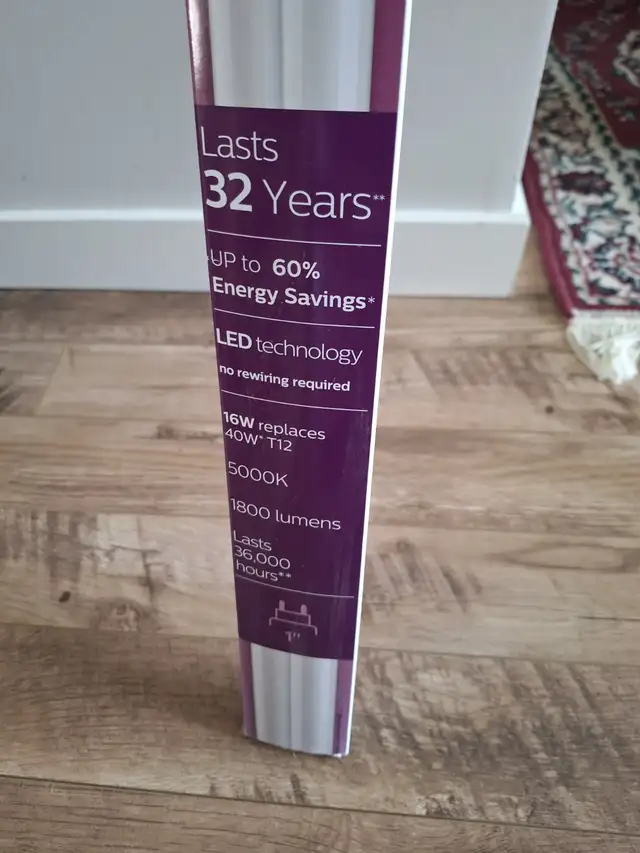 Lasts
32 Years**
UP to 60%
Energy Savings*
LED technology
no rewiring required
16W replaces
40W* T12
5000K
1800 lumens
Lasts
36,000
hours**
1"